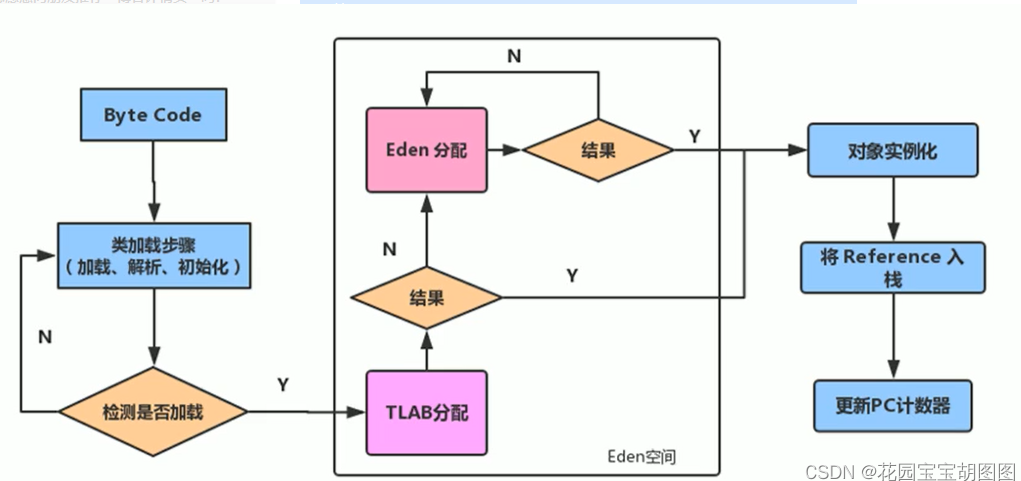 Byte Code
类加载步骤
（加载、解析、初始化）
N
检测是否加载
Y
N
Eden 分配
结果
Y
N
结果
Y
TLAB分配
Eden空间
对象实例化
将 Reference 入
栈
更新PC计数器
CSDN @花园宝宝胡图图